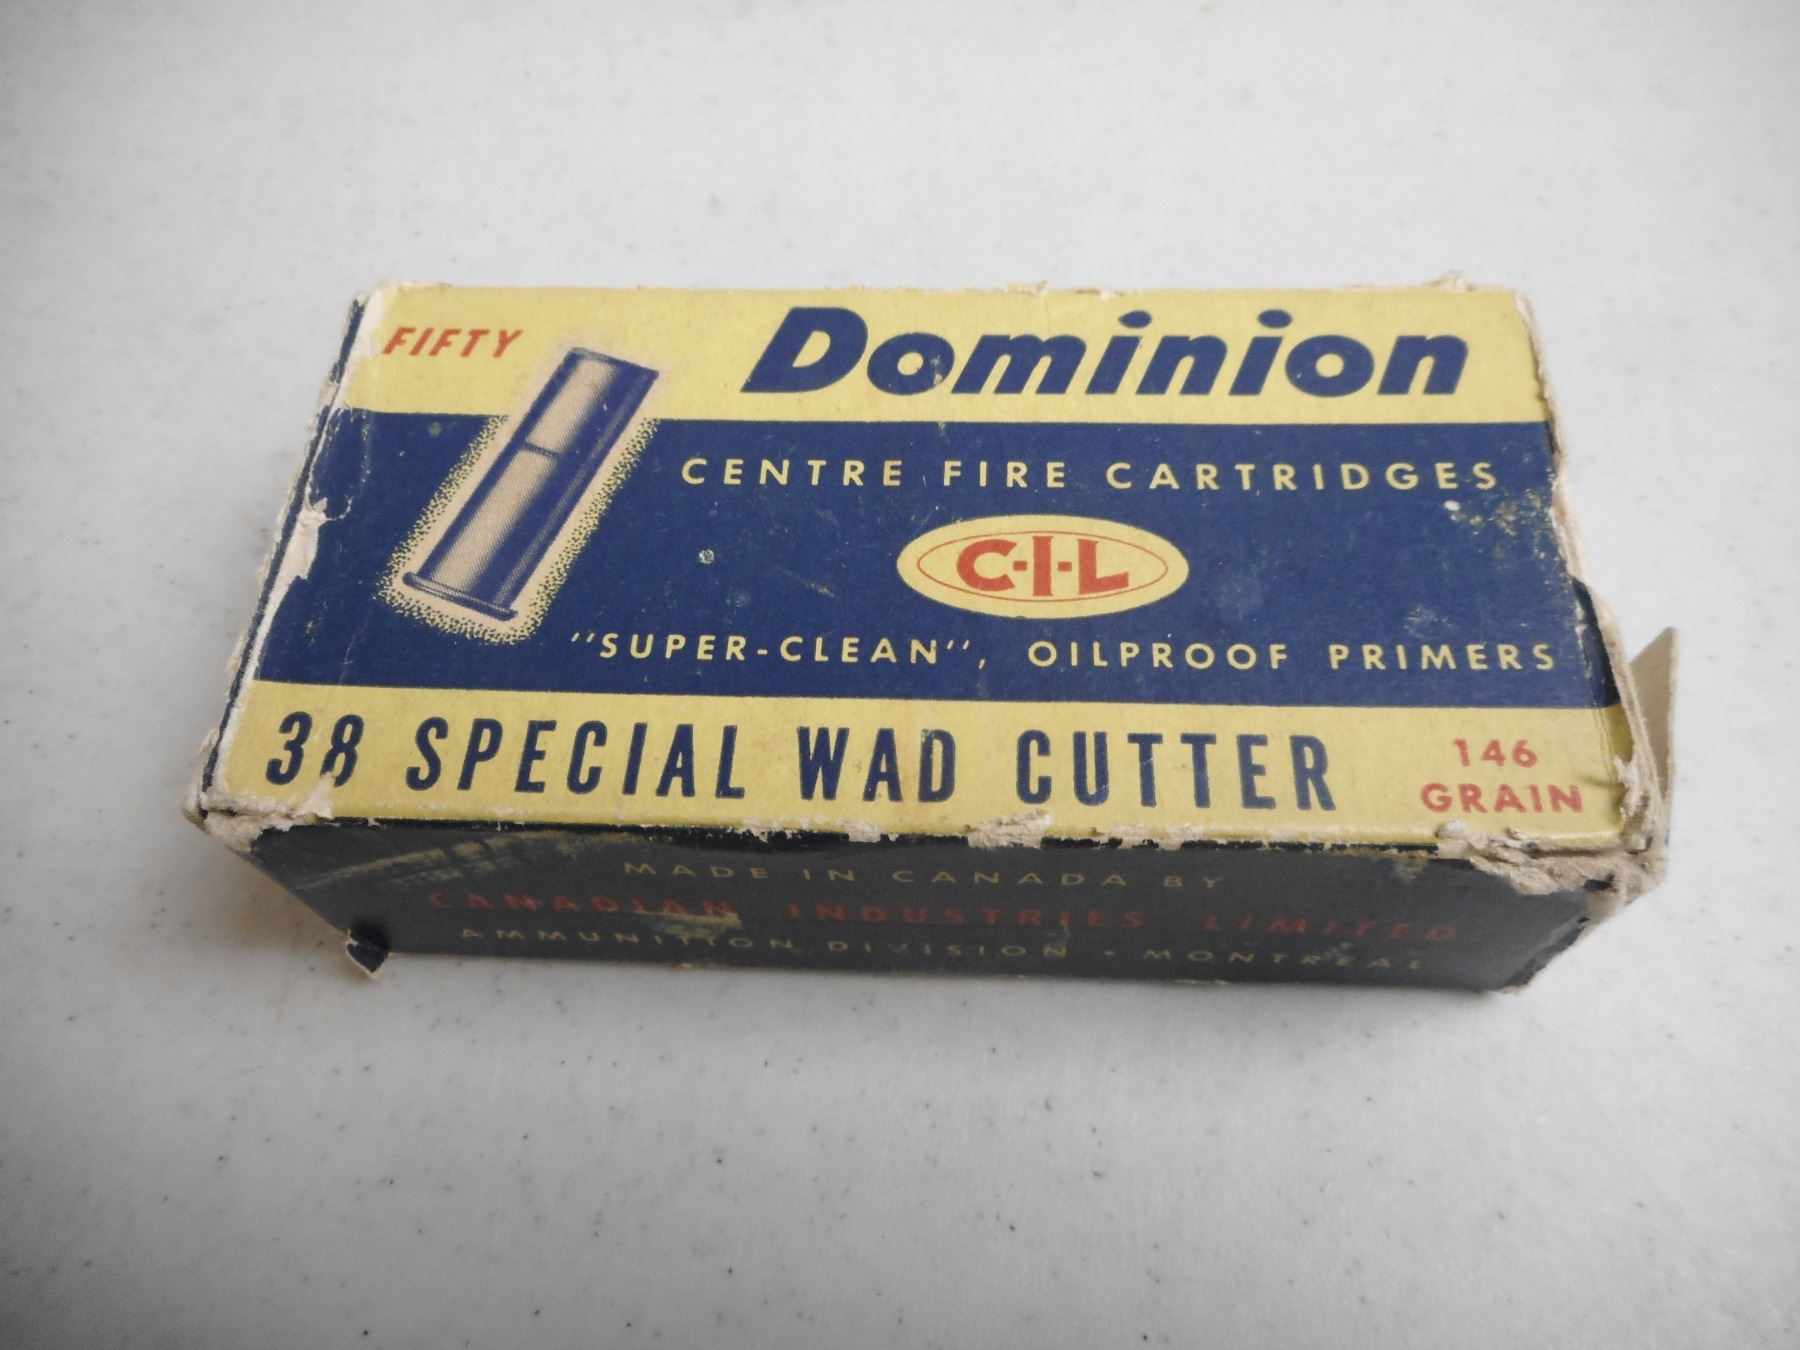 FIFTY
Dominion
CENTRE FIRE CARTRIDGES
C-I-L
"SUPER-CLEAN", OILPROOF PRIMERS
38 SPECIAL WAD CUTTER
146
GRAIN
MADE IN CANADA BY
CANADIAN INDUSTRIES LIMITED
AMMUNITION DIVISION • MONTREAL